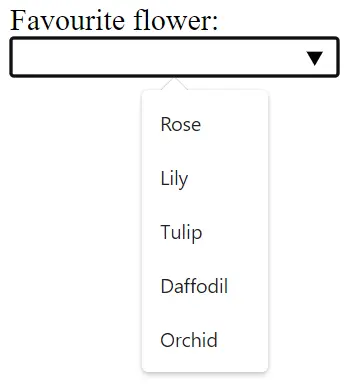 Favourite flower:
Rose
Lily
Tulip
Daffodil
Orchid